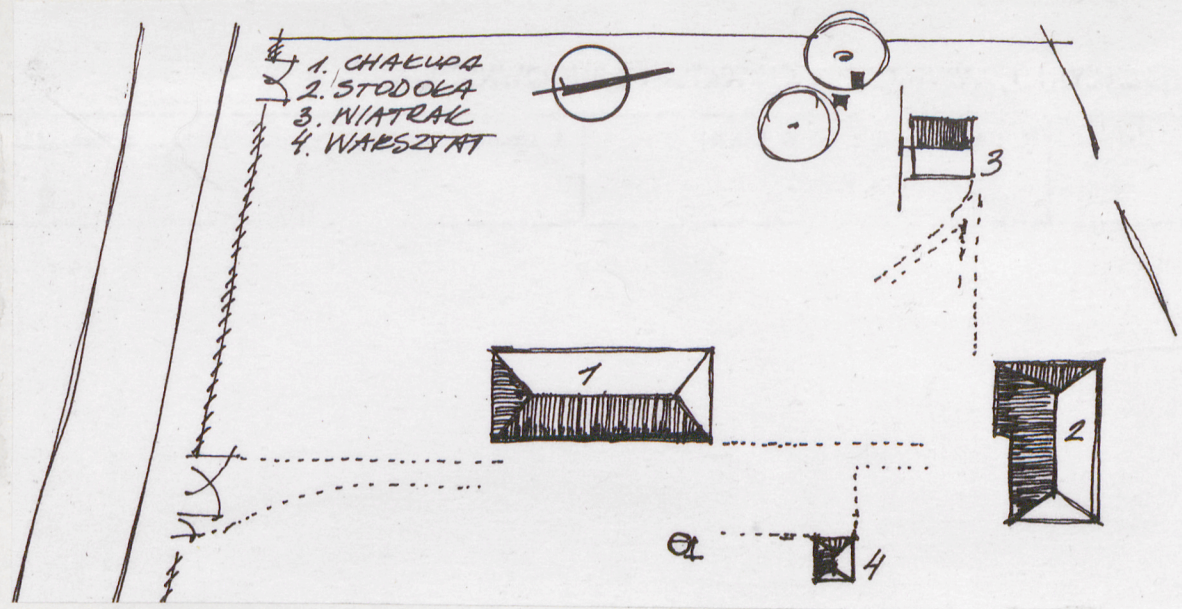 1. CHAŁUPA
2. STODOŁA
3. WIATRAK
4. WARSZTAT
3
1
2
4